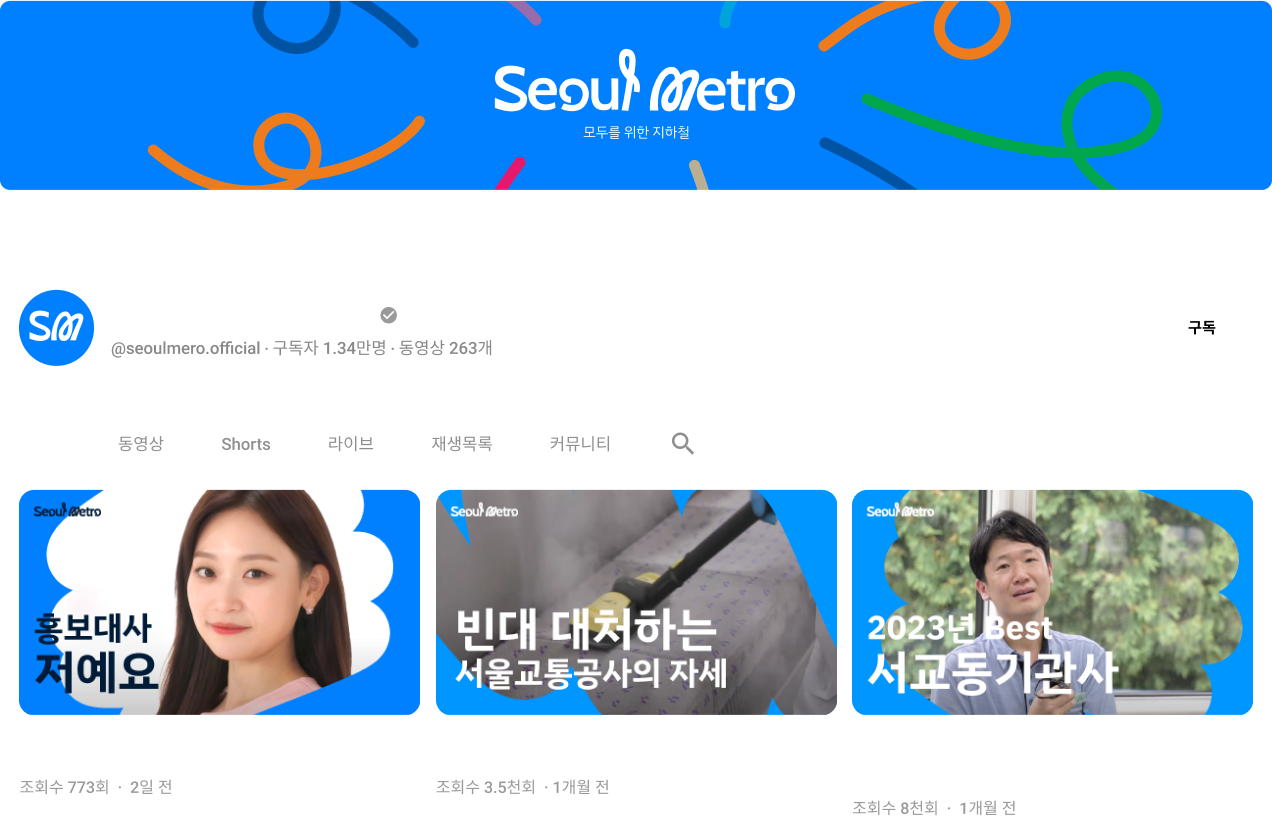 Seoul Metro
모두를 위한 지하철
SM
@seoulmero.official · 구독자 1.34만명 · 동영상 263개
구독
동영상
Shorts
라이브
재생목록
커뮤니티
Seoul Metro
홍보대사
저예요
Seoul Metro
빈대 대처하는
서울교통공사의 자세
Seoul Metro
2023년 Best
서교동기관사
조회수 773회 · 2일 전
조회수 3.5천회 · 1개월 전
조회수 8천회 · 1개월 전